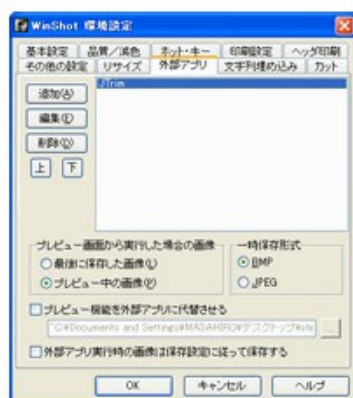 WinShot 環境設定
基本設定 品質/減色 ホット・キー 印刷設定 ヘッダ印刷
その他の設定 リサイズ 外部アプリ 文字列埋め込み カット
追加(A)
JTrim
編集(E)
削除(D)
上 下
プレビュー画面から実行した場合の画像
最後に保存した画像(L)
プレビュー中の画像(P)
一時保存形式
BMP
JPEG
プレビュー機能を外部アプリに代替させる
"C:¥Documents and Settings¥MASAHIRO¥デスクトップ¥ste
...
外部アプリ実行時の画像は保存設定に従って保存する
OK キャンセル ヘルプ